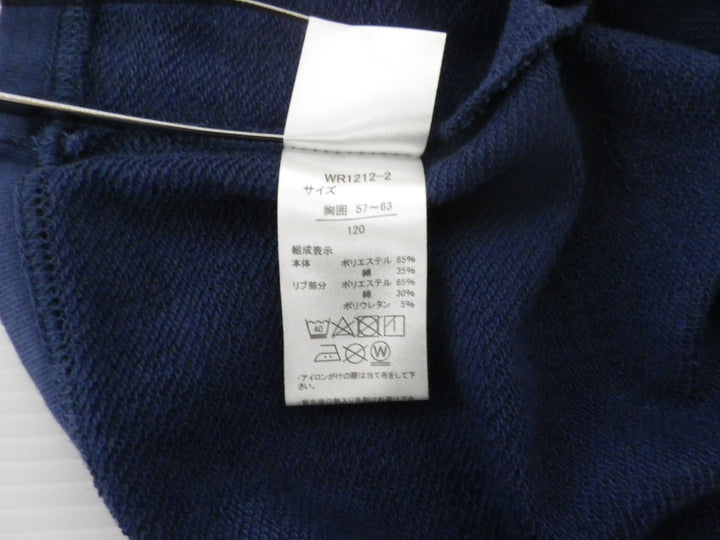 WR1212-2
サイズ
胸囲 57～63
120
組成表示
本体 ポリエステル 65%
綿 35%
リブ部分 ポリエステル 65%
綿 30%
ポリウレタン 5%
40
W
・アイロンがけの際は当て布をして下
さい。